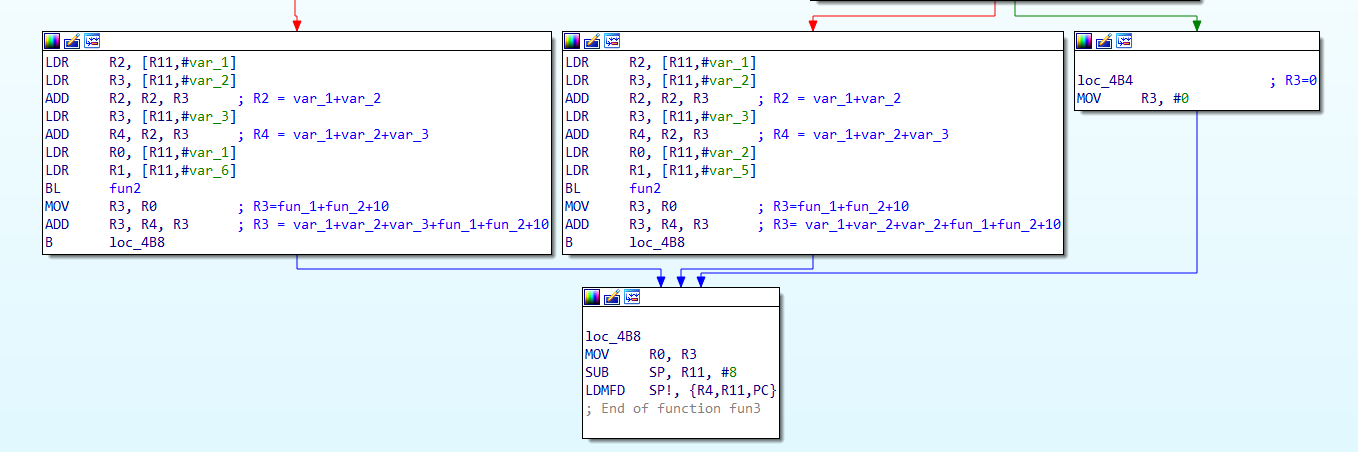 LDR R2, [R11,#var_1]
LDR R3, [R11,#var_2]
ADD R2, R2, R3 ; R2 = var_1+var_2
LDR R3, [R11,#var_3]
ADD R4, R2, R3 ; R4 = var_1+var_2+var_3
LDR R0, [R11,#var_1]
LDR R1, [R11,#var_6]
BL fun2
MOV R3, R0 ; R3=fun_1+fun_2+10
ADD R3, R4, R3 ; R3 = var_1+var_2+var_3+fun_1+fun_2+10
B loc_4B8
LDR R2, [R11,#var_1]
LDR R3, [R11,#var_2]
ADD R2, R2, R3 ; R2 = var_1+var_2
LDR R3, [R11,#var_3]
ADD R4, R2, R3 ; R4 = var_1+var_2+var_3
LDR R0, [R11,#var_2]
LDR R1, [R11,#var_5]
BL fun2
MOV R3, R0 ; R3=fun_1+fun_2+10
ADD R3, R4, R3 ; R3= var_1+var_2+var_2+fun_1+fun_2+10
B loc_4B8
loc_4B4 ; R3=0
MOV R3, #0
loc_4B8
MOV R0, R3
SUB SP, R11, #8
LDMFD SP!, {R4,R11,PC}
; End of function fun3